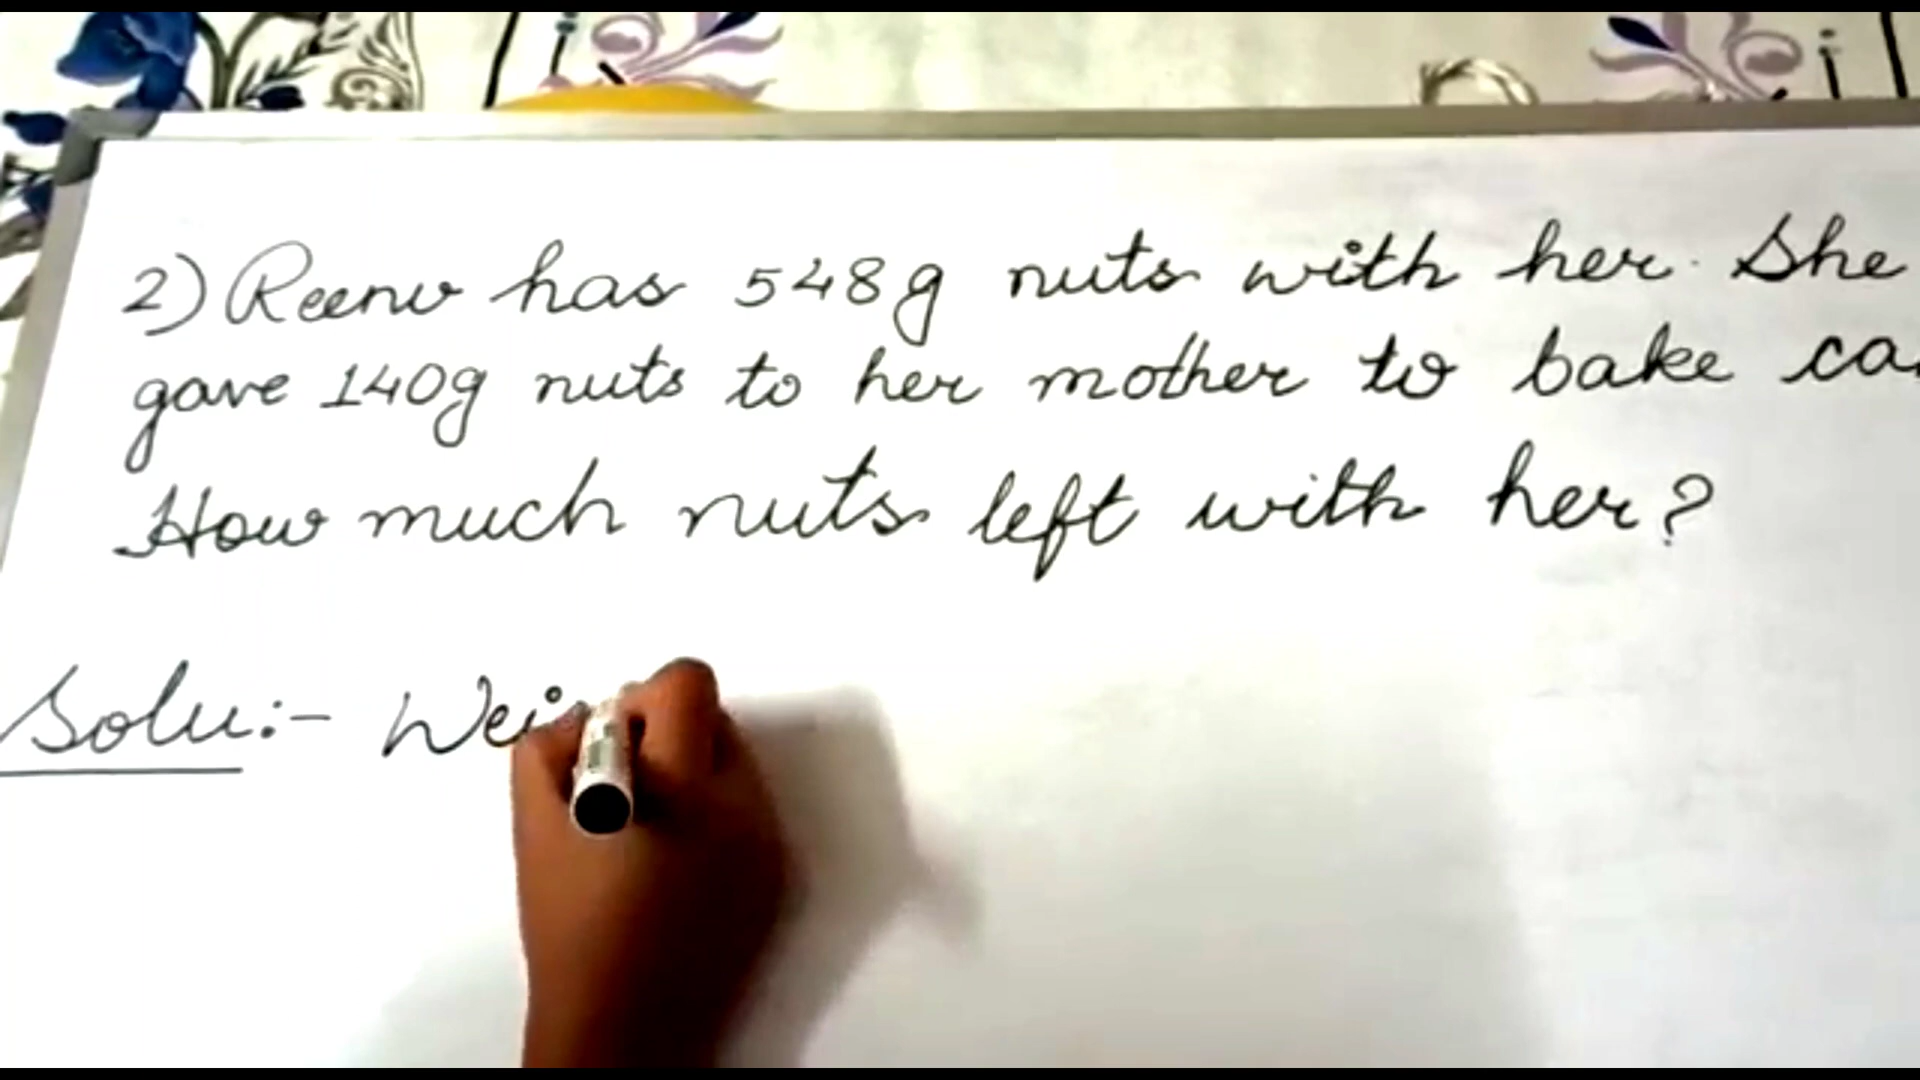 2) Reenu has 548g nuts with her. She
gave 140g nuts to her mother to bake
How much nuts left with her?
Solu:-